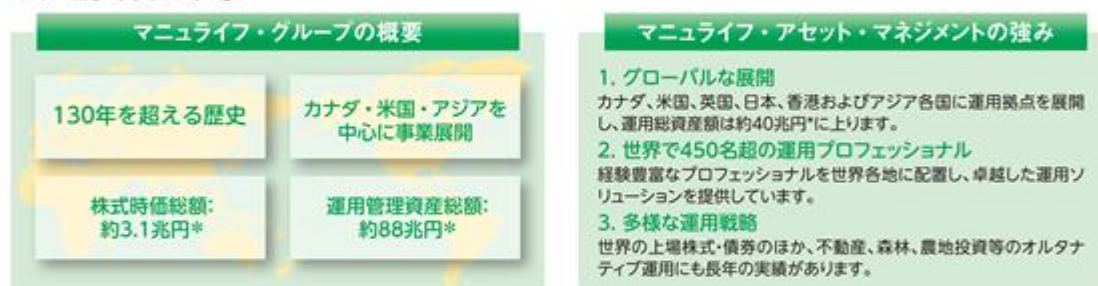 マニュライフ・グループの概要
130年を超える歴史
カナダ・米国・アジアを
中心に事業展開
株式時価総額:
約3.1兆円*
運用管理資産総額:
約88兆円*
マニュライフ・アセット・マネジメントの強み
1. グローバルな展開
カナダ、米国、英国、日本、香港およびアジア各国に運用拠点を展開
し、運用総資産額は約40兆円*に上ります。
2. 世界で450名超の運用プロフェッショナル
経験豊富なプロフェッショナルを世界各地に配置し、卓越した運用ソ
リューションを提供しています。
3. 多様な運用戦略
世界の上場株式・債券のほか、不動産、森林、農地投資等のオルタナ
ティブ運用にも長年の実績があります。